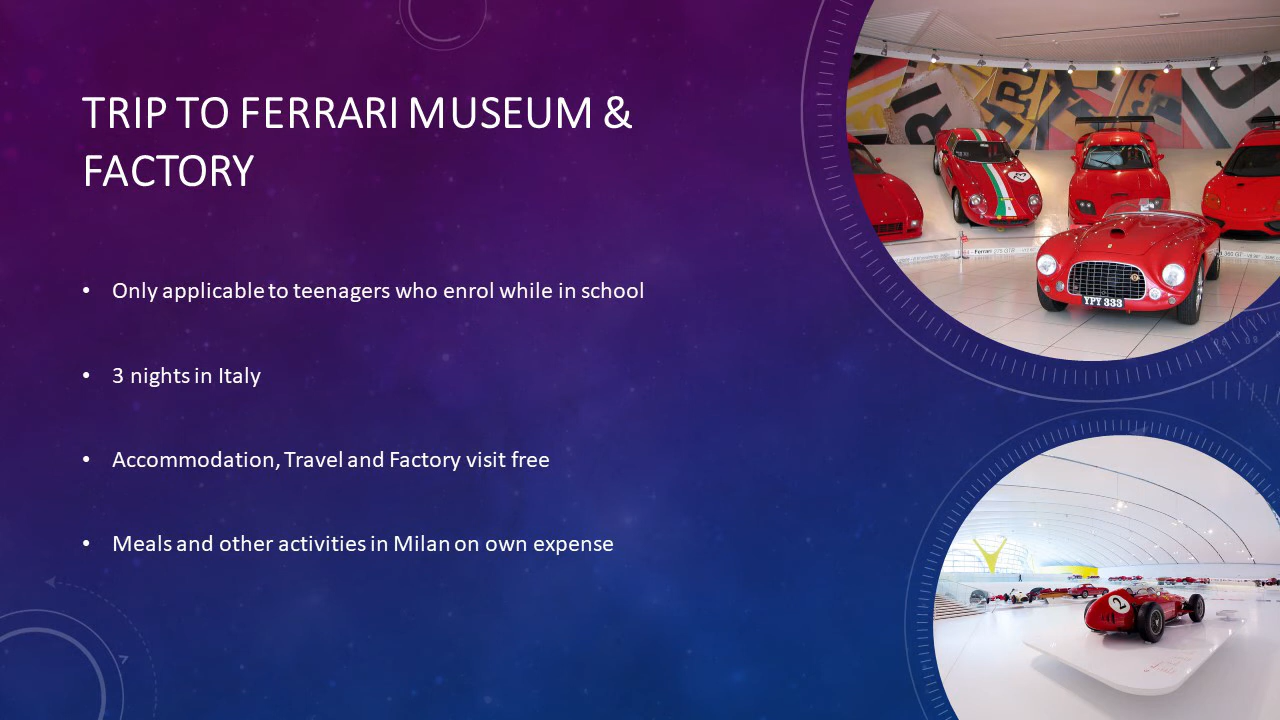 TRIP TO FERRARI MUSEUM &
FACTORY
• Only applicable to teenagers who enrol while in school
• 3 nights in Italy
• Accommodation, Travel and Factory visit free
• Meals and other activities in Milan on own expense
YPY 333
2